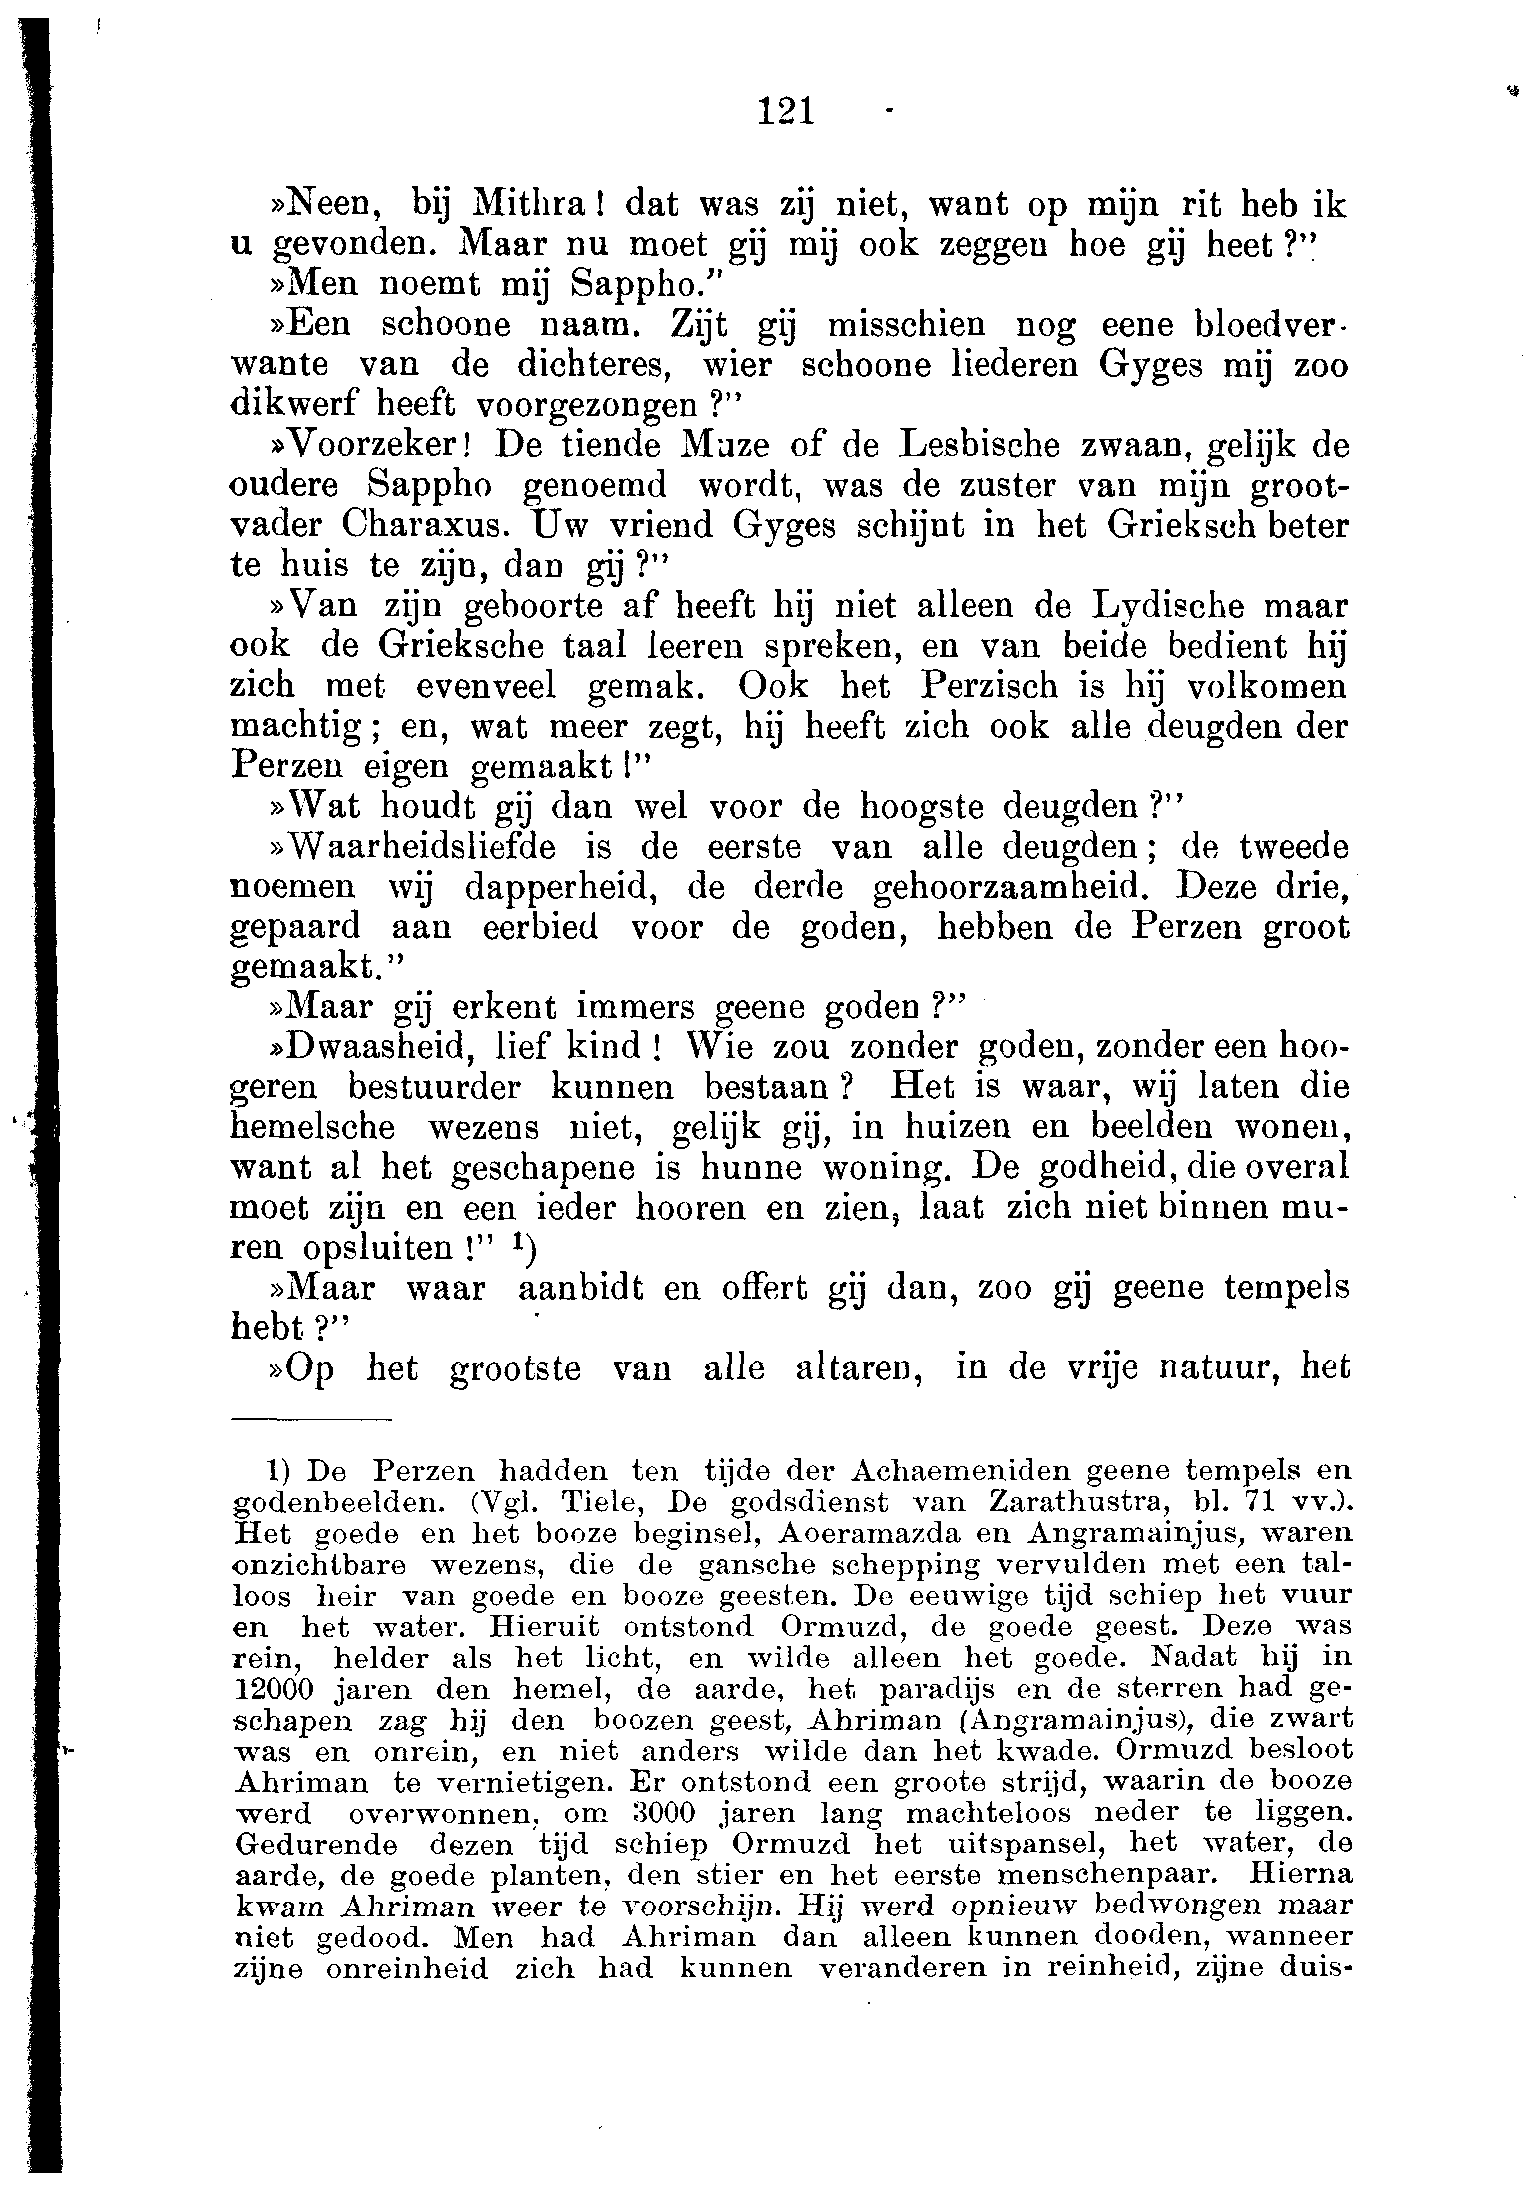 121
»Neen, bij Mithra! dat was zij niet, want op mijn rit heb ik
u gevonden. Maar nu moet gij mij ook zeggen hoe gij heet?"
»Men noemt mij Sappho."
»Een schoone naam. Zijt gij misschien nog eene bloedver-
wante van de dichteres, wier schoone liederen Gyges mij zoo
dikwerf heeft voorgezongen?"
»Voorzeker! De tiende Muze of de Lesbische zwaan, gelijk de
oudere Sappho genoemd wordt, was de zuster van mijn groot-
vader Charaxus. Uw vriend Gyges schijnt in het Grieksch beter
te huis te zijn, dan gij?"
»Van zijn geboorte af heeft hij niet alleen de Lydische maar
ook de Grieksche taal leeren spreken, en van beide bedient hij
zich met evenveel gemak. Ook het Perzisch is hij volkomen
machtig; en, wat meer zegt, hij heeft zich ook alle deugden der
Perzen eigen gemaakt!"
»Wat houdt gij dan wel voor de hoogste deugden?"
»Waarheidsliefde is de eerste van alle deugden; de tweede
noemen wij dapperheid, de derde gehoorzaamheid. Deze drie,
gepaard aan eerbied voor de goden, hebben de Perzen groot
gemaakt."
»Maar gij erkent immers geene goden?"
»Dwaasheid, lief kind! Wie zou zonder goden, zonder een hoo-
geren bestuurder kunnen bestaan? Het is waar, wij laten die
hemelsche wezens niet, gelijk gij, in huizen en beelden wonen,
want al het geschapene is hunne woning. De godheid, die overal
moet zijn en een ieder hooren en zien, laat zich niet binnen mu-
ren opsluiten!" ¹)
»Maar waar aanbidt en offert gij dan, zoo gij geene tempels
hebt?"
»Op het grootste van alle altaren, in de vrije natuur, het
1) De Perzen hadden ten tijde der Achaemeniden geene tempels en
godenbeelden. (Vgl. Tiele, De godsdienst van Zarathustra, bl. 71 vv.).
Het goede en het booze beginsel, Aoeramazda en Angramainjus, waren
onzichtbare wezens, die de gansche schepping vervulden met een tal-
loos heir van goede en booze geesten. De eeuwige tijd schiep het vuur
en het water. Hieruit ontstond Ormuzd, de goede geest. Deze was
rein, helder als het licht, en wilde alleen het goede. Nadat hij in
12000 jaren den hemel, de aarde, het paradijs en de sterren had ge-
schapen zag hij den boozen geest, Ahriman (Angramainjus), die zwart
was en onrein, en niet anders wilde dan het kwade. Ormuzd besloot
Ahriman te vernietigen. Er ontstond een groote strijd, waarin de booze
werd overwonnen, om 3000 jaren lang machteloos neder te liggen.
Gedurende dezen tijd schiep Ormuzd het uitspansel, het water, de
aarde, de goede planten, den stier en het eerste menschenpaar. Hierna
kwam Ahriman weer te voorschijn. Hij werd opnieuw bedwongen maar
niet gedood. Men had Ahriman dan alleen kunnen dooden, wanneer
zijne onreinheid zich had kunnen veranderen in reinheid, zijne duis-